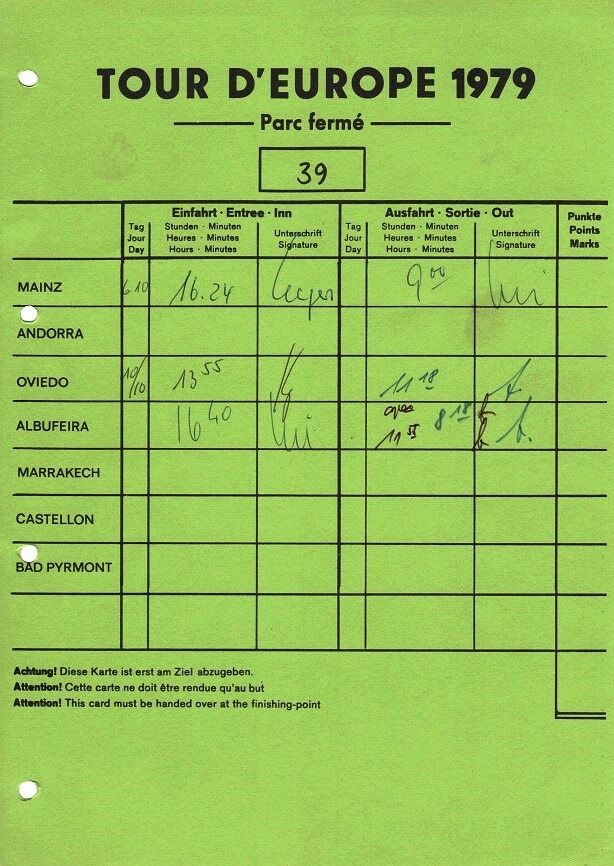 TOUR D'EUROPE 1979
Parc fermé
39
Einfahrt · Entree · Inn Ausfahrt · Sortie · Out
Tag Stunden · Minuten Unterschrift Tag Stunden · Minuten Unterschrift Punkte
Jour Heures · Minutes Signature Jour Heures · Minutes Signature Points
Day Hours · Minutes Day Hours · Minutes Marks
MAINZ 6 10 16.24 9 00
ANDORRA
OVIEDO 10/10 13 55 11 18
ALBUFEIRA 16 40 8 18
11 55
MARRAKECH
CASTELLON
BAD PYRMONT
Achtung! Diese Karte ist erst am Ziel abzugeben.
Attention! Cette carte ne doit être rendue qu'au but
Attention! This card must be handed over at the finishing-point